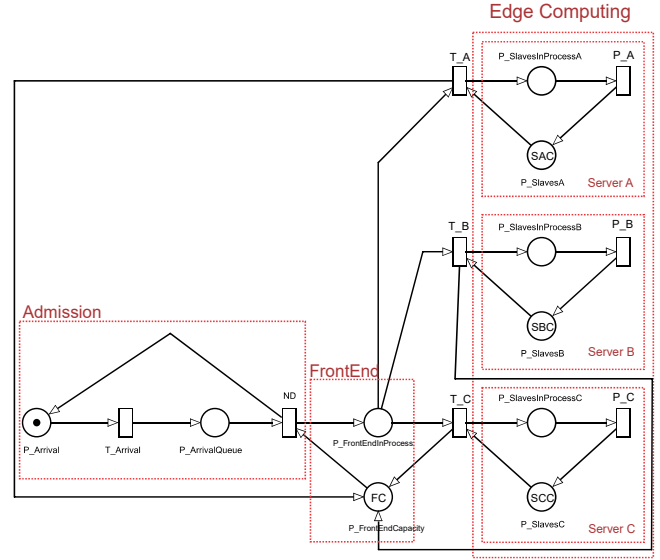 Edge Computing
T_A
P_SlavesInProcessA
P_A
SAC
P_SlavesA
Server A
T_B
P_SlavesInProcessB
P_B
SBC
P_SlavesB
Server B
Admission
FrontEnd
ND
P_Arrival
T_Arrival
P_ArrivalQueue
P_FrontEndInProcess
T_C
P_SlavesInProcessC
P_C
FC
P_FrontEndCapacity
SCC
P_SlavesC
Server C